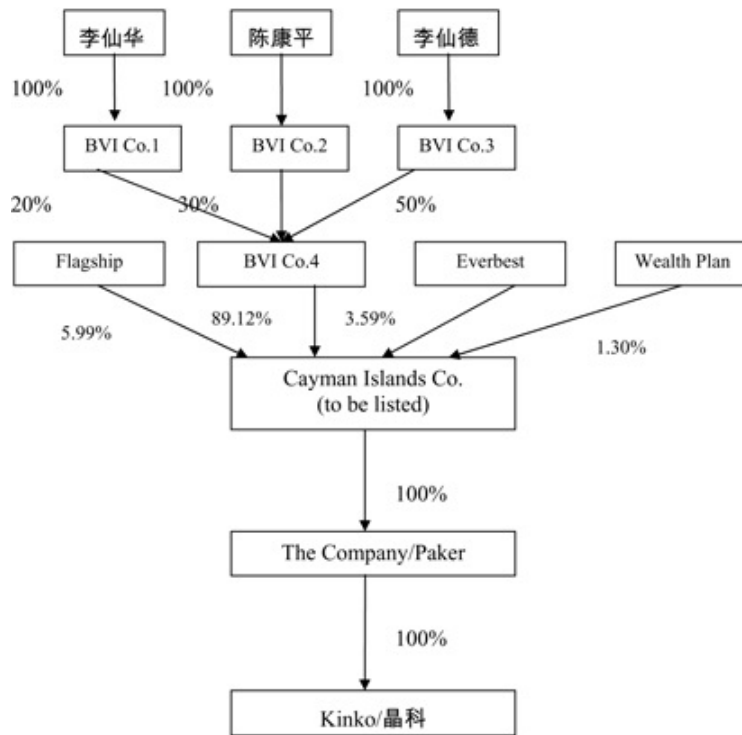 李仙华
陈康平
李仙德
100%
100%
100%
BVI Co.1
BVI Co.2
BVI Co.3
20%
30%
50%
Flagship
BVI Co.4
Everbest
Wealth Plan
5.99%
89.12%
3.59%
1.30%
Cayman Islands Co.
(to be listed)
100%
The Company/Paker
100%
Kinko/晶科